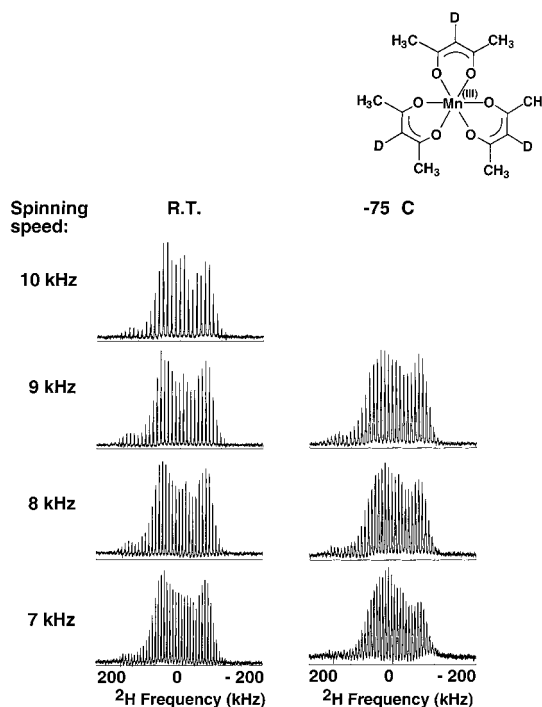 D
H₃C CH₃
O O
H₃C O Mn (III) O CH
D O O D
CH₃ H₃C
Spinning speed: R.T. -75 C
10 kHz
9 kHz
8 kHz
7 kHz
200 0 - 200 200 0 - 200
²H Frequency (kHz) ²H Frequency (kHz)